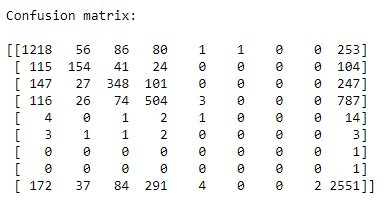 Confusion matrix:
[[1218 56 86 80 1 1 0 0 253]
[ 115 154 41 24 0 0 0 0 104]
[ 147 27 348 101 0 0 0 0 247]
[ 116 26 74 504 3 0 0 0 787]
[ 4 0 1 2 1 0 0 0 14]
[ 3 1 1 2 0 0 0 0 3]
[ 0 0 0 0 0 0 0 0 1]
[ 0 0 0 0 0 0 0 0 1]
[ 172 37 84 291 4 0 0 2 2551]]